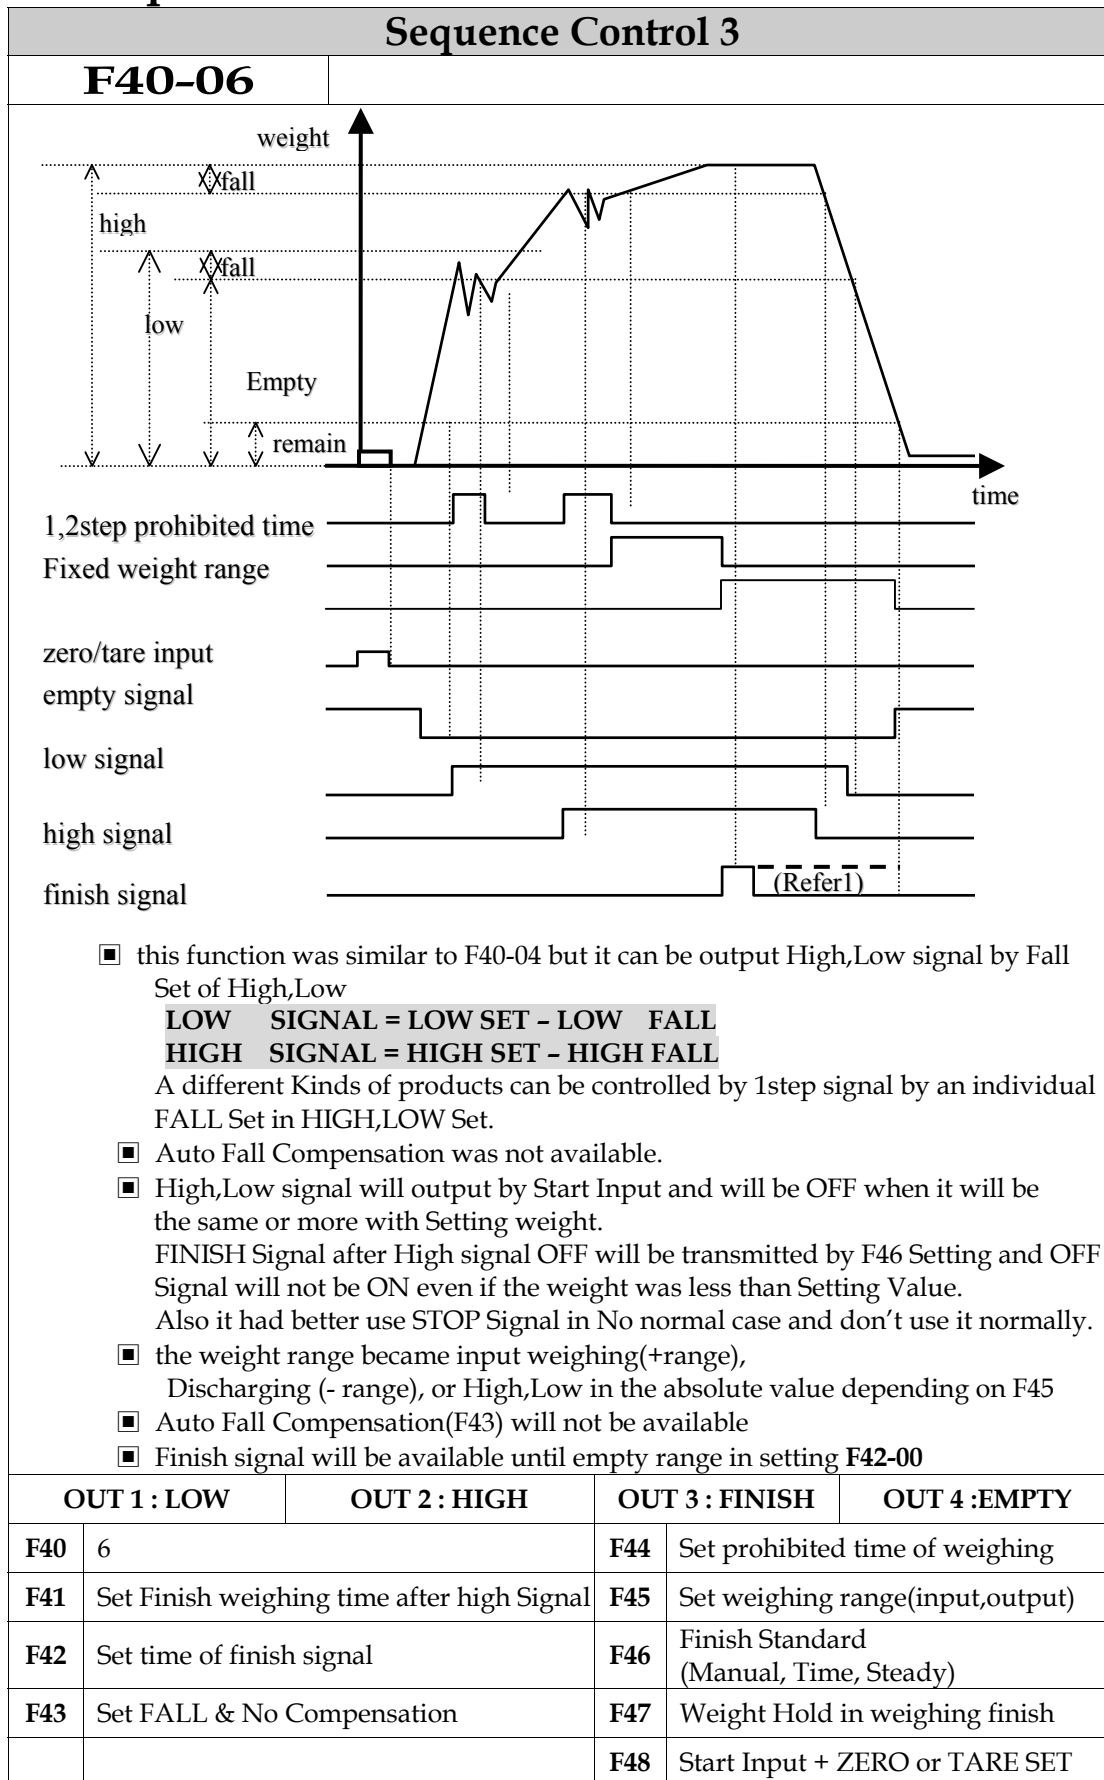 Sequence Control 3
F40-06
weight
fall
high
fall
low
Empty
remain
time
1,2step prohibited time
Fixed weight range
zero/tare input
empty signal
low signal
high signal
finish signal
(Refer1)
▣ this function was similar to F40-04 but it can be output High,Low signal by Fall
Set of High,Low
LOW SIGNAL = LOW SET – LOW FALL
HIGH SIGNAL = HIGH SET – HIGH FALL
A different Kinds of products can be controlled by 1step signal by an individual
FALL Set in HIGH,LOW Set.
▣ Auto Fall Compensation was not available.
▣ High,Low signal will output by Start Input and will be OFF when it will be
the same or more with Setting weight.
FINISH Signal after High signal OFF will be transmitted by F46 Setting and OFF
Signal will not be ON even if the weight was less than Setting Value.
Also it had better use STOP Signal in No normal case and don't use it normally.
▣ the weight range became input weighing(+range),
Discharging (- range), or High,Low in the absolute value depending on F45
▣ Auto Fall Compensation(F43) will not be available
▣ Finish signal will be available until empty range in setting F42-00
OUT 1 : LOW OUT 2 : HIGH OUT 3 : FINISH OUT 4 :EMPTY
F40 6 F44 Set prohibited time of weighing
F41 Set Finish weighing time after high Signal F45 Set weighing range(input,output)
F42 Set time of finish signal F46 Finish Standard
(Manual, Time, Steady)
F43 Set FALL & No Compensation F47 Weight Hold in weighing finish
F48 Start Input + ZERO or TARE SET